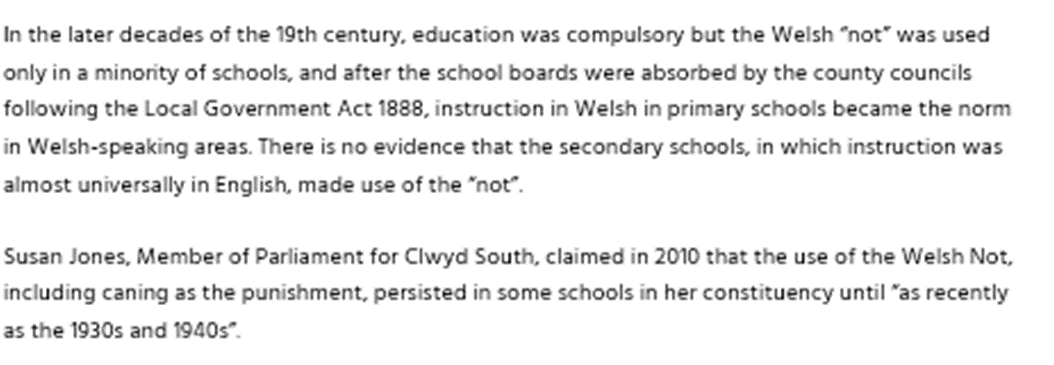 In the later decades of the 19th century, education was compulsory but the Welsh “not” was used
only in a minority of schools, and after the school boards were absorbed by the county councils
following the Local Government Act 1888, instruction in Welsh in primary schools became the norm
in Welsh-speaking areas. There is no evidence that the secondary schools, in which instruction was
almost universally in English, made use of the “not”.
Susan Jones, Member of Parliament for Clwyd South, claimed in 2010 that the use of the Welsh Not,
including caning as the punishment, persisted in some schools in her constituency until “as recently
as the 1930s and 1940s”.